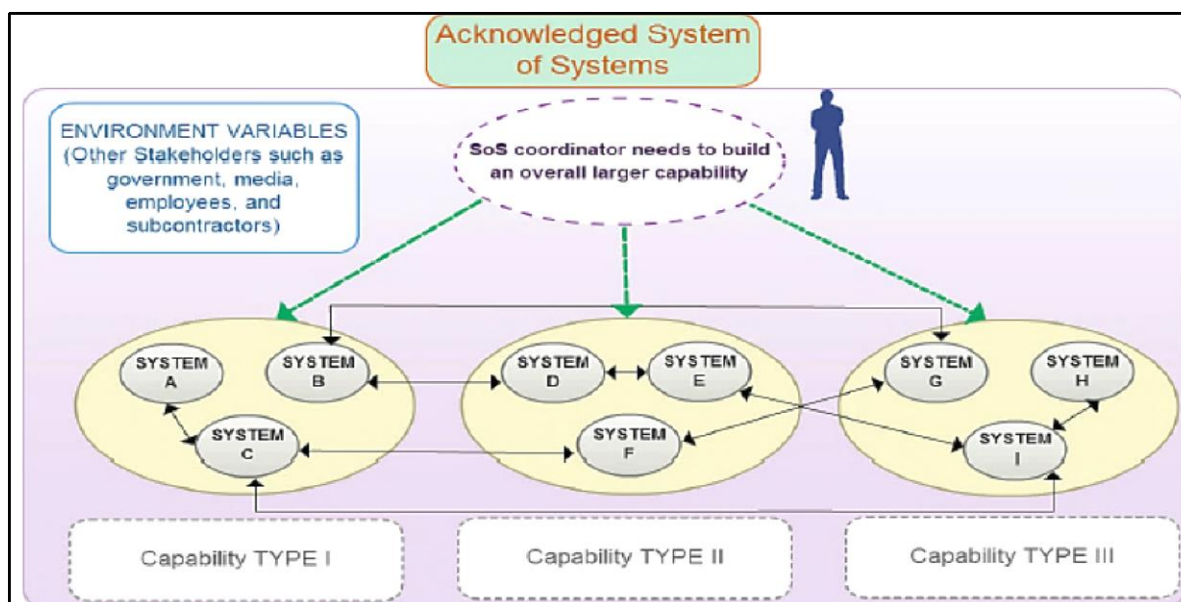 Acknowledged System
of Systems
ENVIRONMENT VARIABLES
(Other Stakeholders such as
government, media,
employees, and
subcontractors)
SoS coordinator needs to build
an overall larger capability
SYSTEM
A
SYSTEM
B
SYSTEM
C
SYSTEM
D
SYSTEM
E
SYSTEM
F
SYSTEM
G
SYSTEM
H
SYSTEM
I
Capability TYPE I
Capability TYPE II
Capability TYPE III